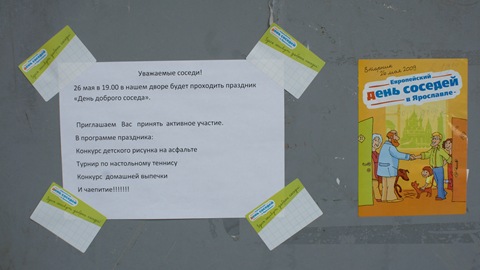 Уважаемые соседи!
26 мая в 19.00 в нашем дворе будет проходить праздник
«День доброго соседа».
Приглашаем Вас принять активное участие.
В программе праздника:
Конкурс детского рисунка на асфальте
Турнир по настольному теннису
Конкурс домашней выпечки
И чаепитие!!!!!!!
Европейский
День соседей
в Ярославле